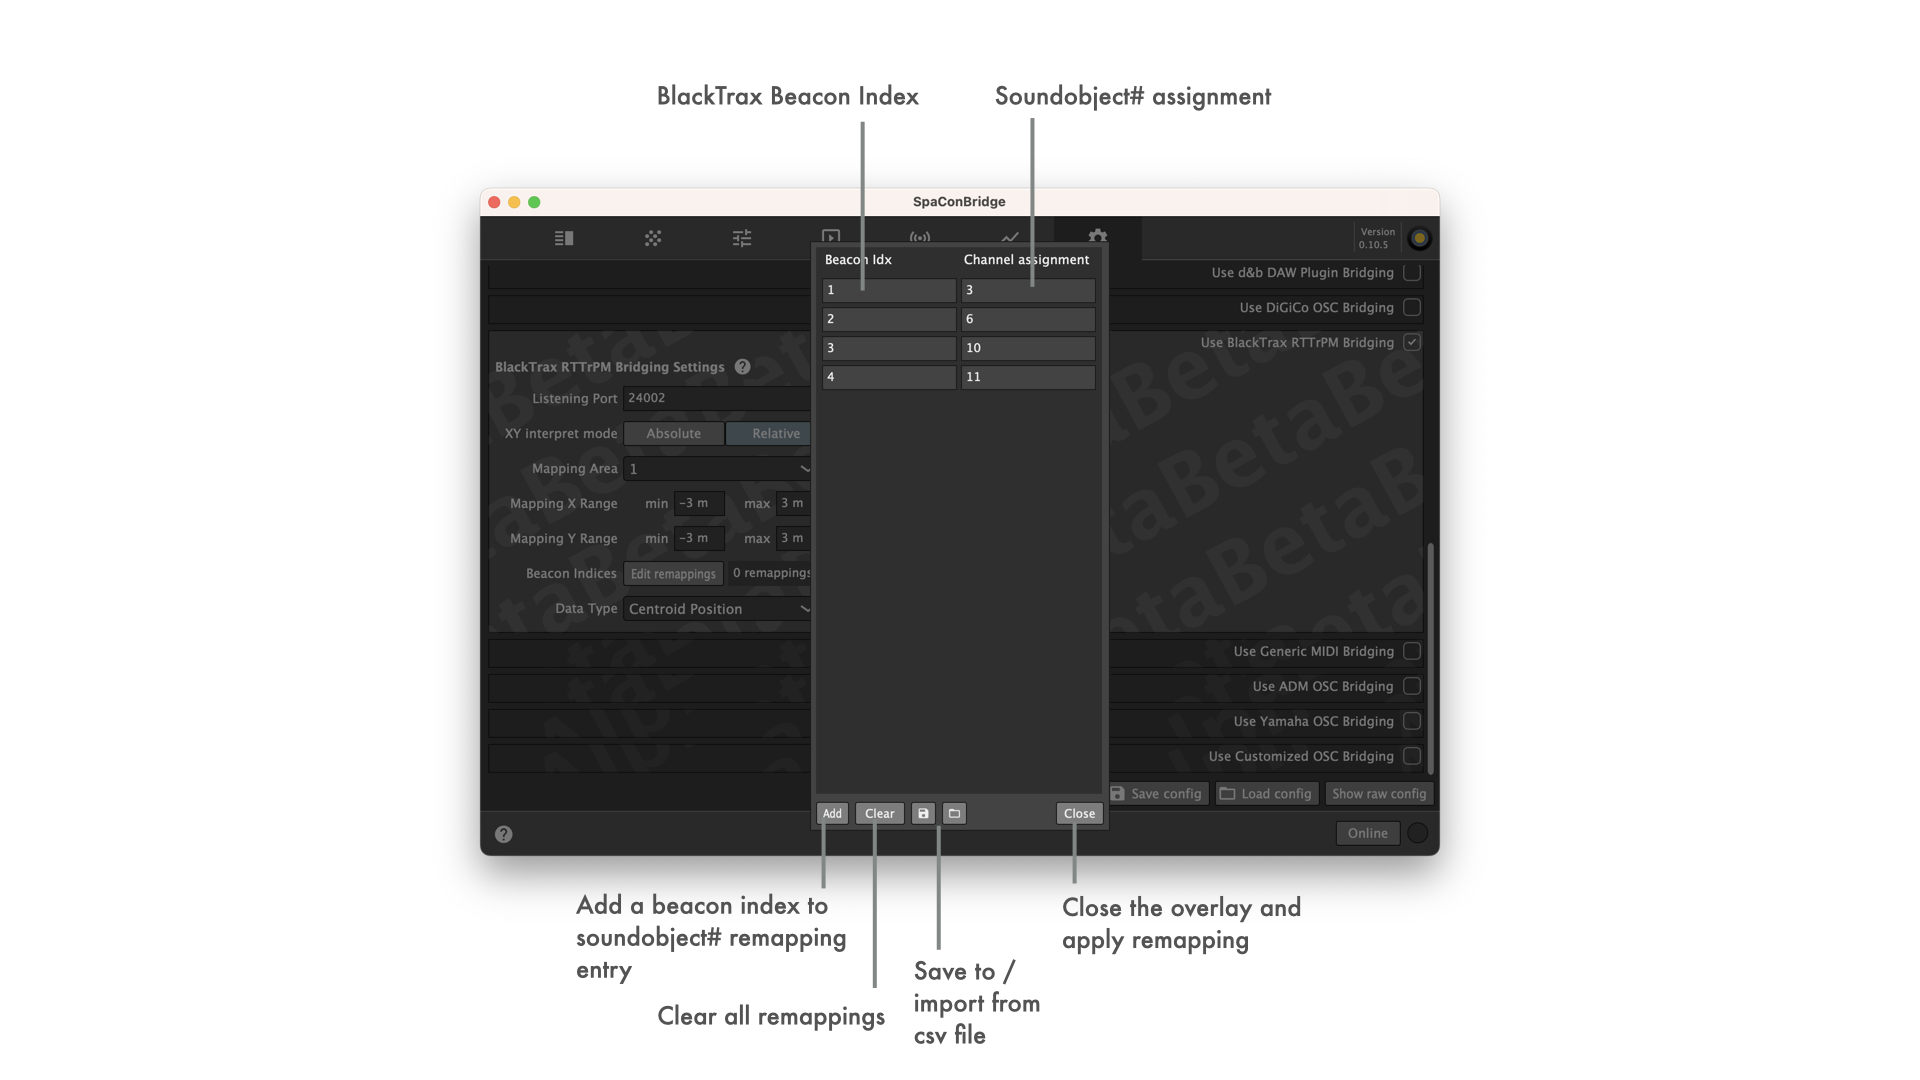 BlackTrax Beacon Index
Soundobject# assignment
SpaConBridge
Version
0.10.5
Beacon Idx
Channel assignment
1
3
2
6
3
10
4
11
Use d&b DAW Plugin Bridging
Use DiGiCo OSC Bridging
Use BlackTrax RTTrPM Bridging
BlackTrax RTTrPM Bridging Settings ?
Listening Port 24002
XY interpret mode Absolute Relative
Mapping Area 1
Mapping X Range min -3 m max 3 m
Mapping Y Range min -3 m max 3 m
Beacon Indices Edit remappings 0 remappings
Data Type Centroid Position
Use Generic MIDI Bridging
Use ADM OSC Bridging
Use Yamaha OSC Bridging
Use Customized OSC Bridging
Save config Load config Show raw config
Add Clear Close
? Online
Add a beacon index to
soundobject# remapping
entry
Clear all remappings
Save to /
import from
csv file
Close the overlay and
apply remapping